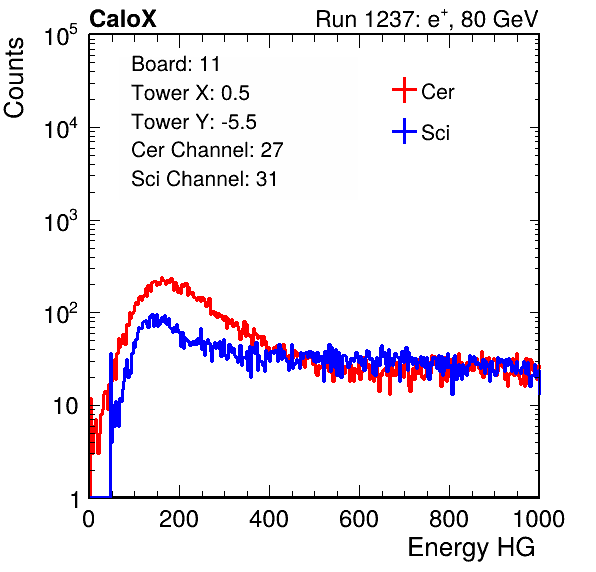 CaloX Run 1237: e⁺, 80 GeV
Board: 11
Tower X: 0.5
Tower Y: -5.5
Cer Channel: 27
Sci Channel: 31
Cer
Sci
Counts
10⁵
10⁴
10³
10²
10
1
0 200 400 600 800 1000
Energy HG